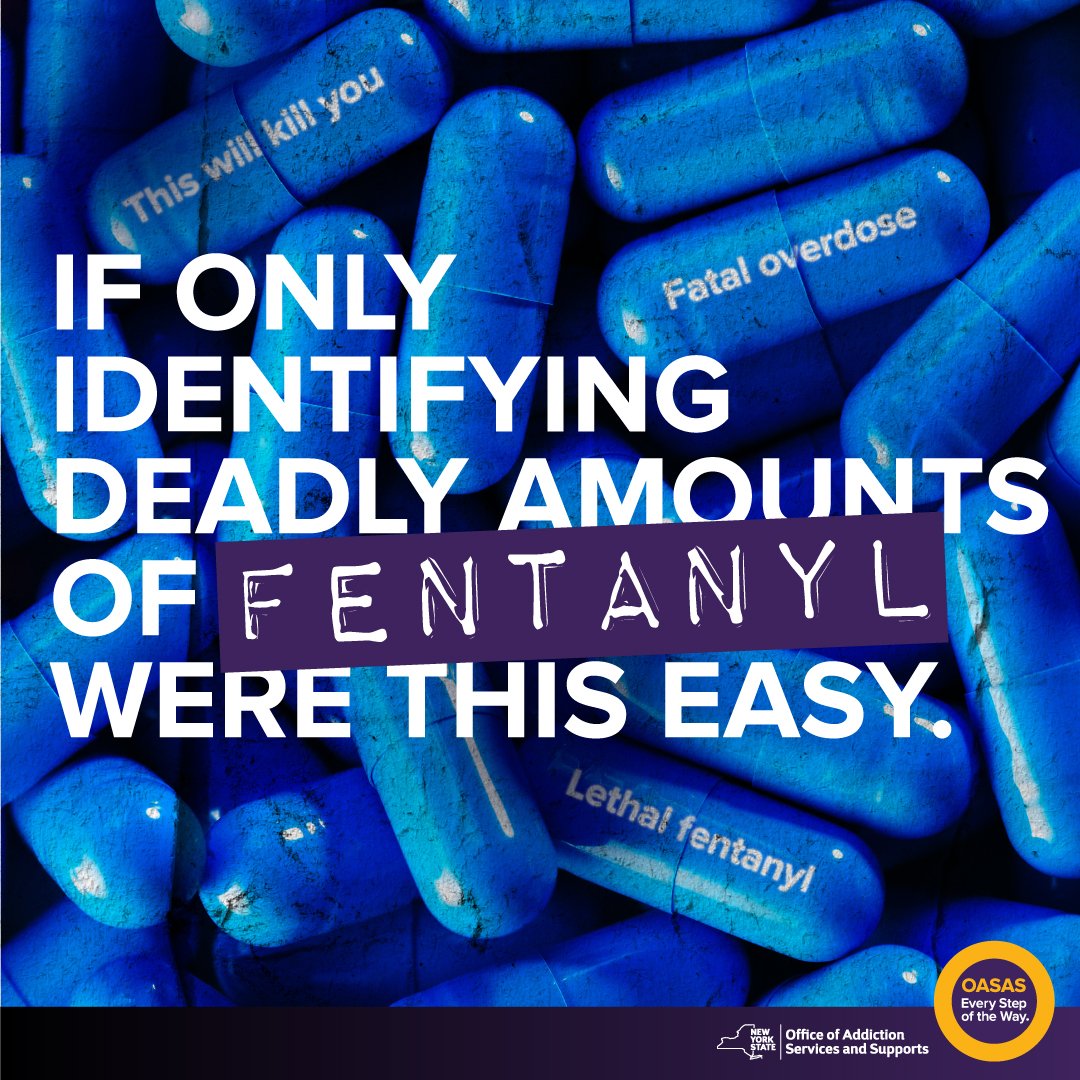 This will kill you
Fatal overdose
IF ONLY
IDENTIFYING
DEADLY AMOUNTS
OF FENTANYL
WERE THIS EASY.
Lethal fentanyl
NEW
YORK
STATE
Office of Addiction
Services and Supports
OASAS
Every Step
of the Way.